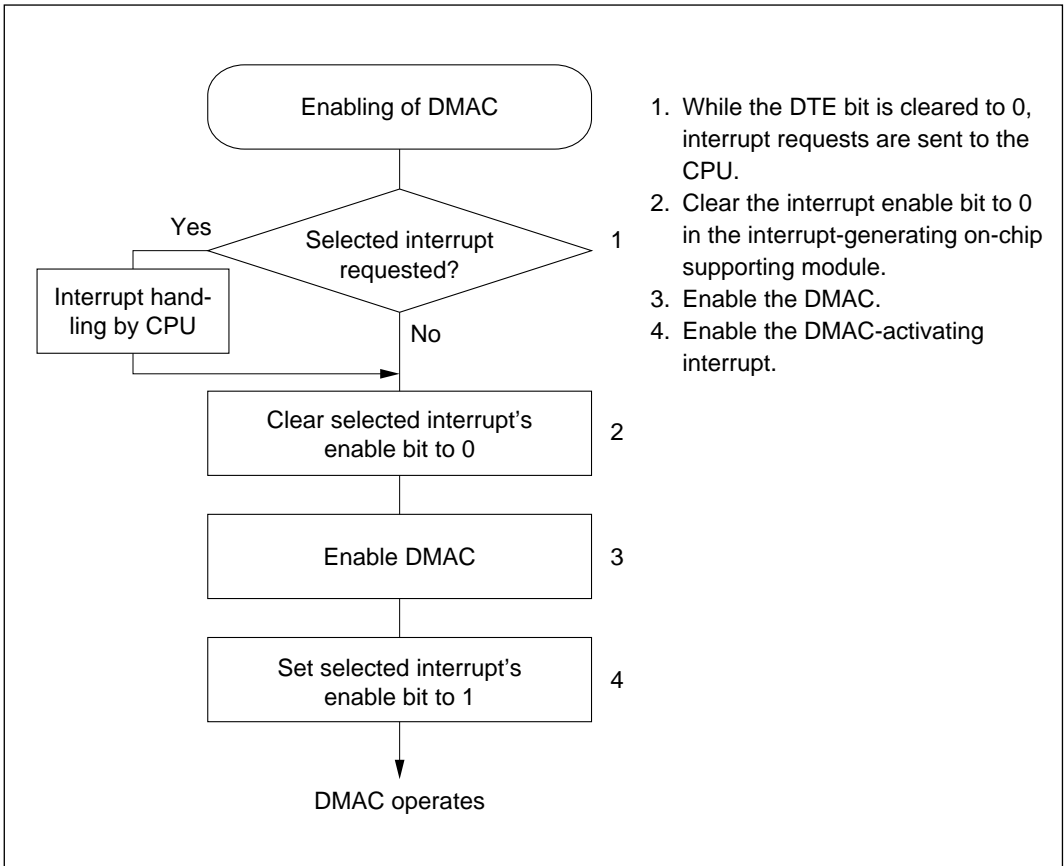 Enabling of DMAC
Yes
Selected interrupt
requested?
1
Interrupt hand-
ling by CPU
No
Clear selected interrupt’s
enable bit to 0
2
Enable DMAC
3
Set selected interrupt’s
enable bit to 1
4
DMAC operates
1. While the DTE bit is cleared to 0,
interrupt requests are sent to the
CPU.
2. Clear the interrupt enable bit to 0
in the interrupt-generating on-chip
supporting module.
3. Enable the DMAC.
4. Enable the DMAC-activating
interrupt.